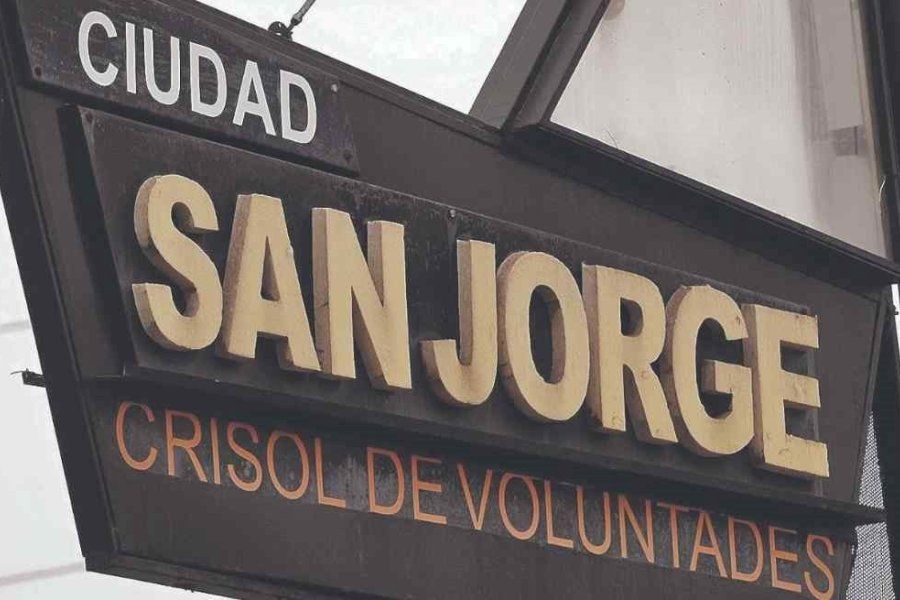 CIUDAD
SAN JORGE
CRISOL DE VOLUNTADES